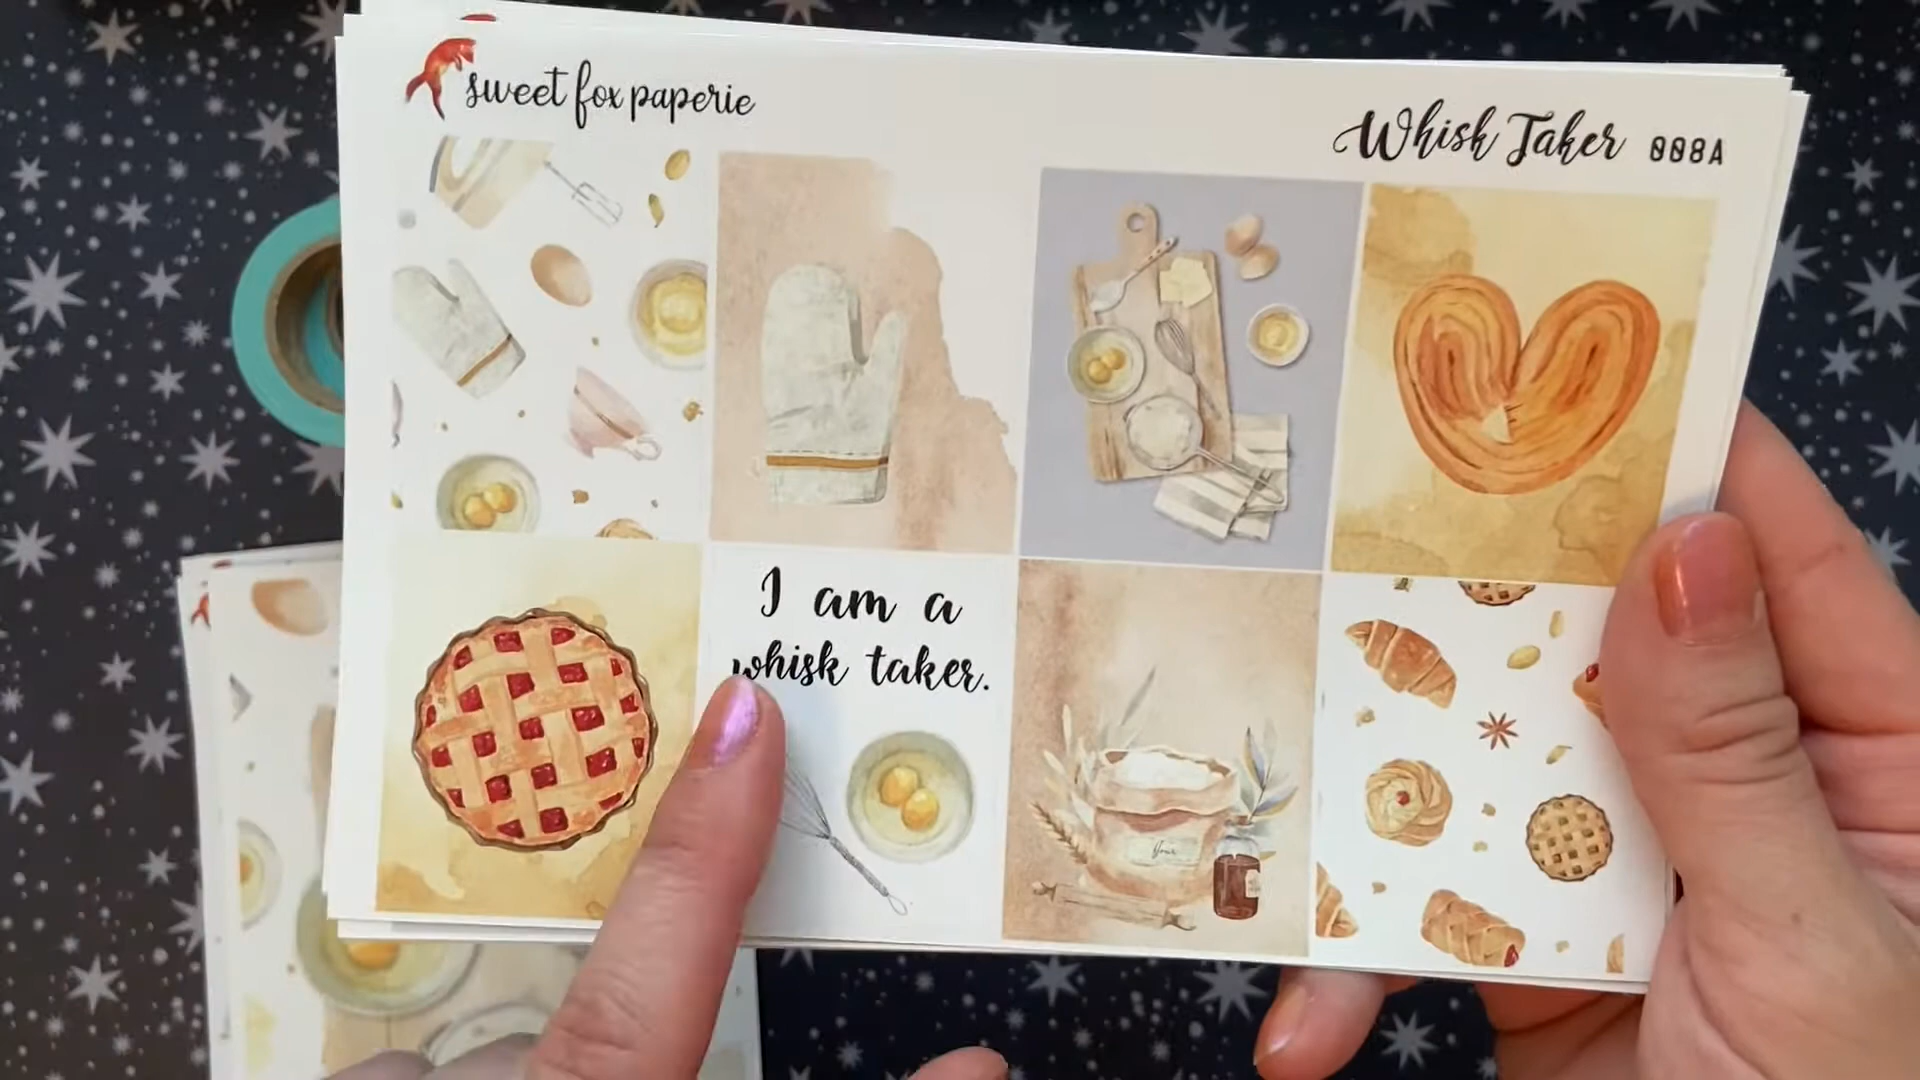 sweet fox paperie
Whisk Taker 008A
I am a
whisk taker.